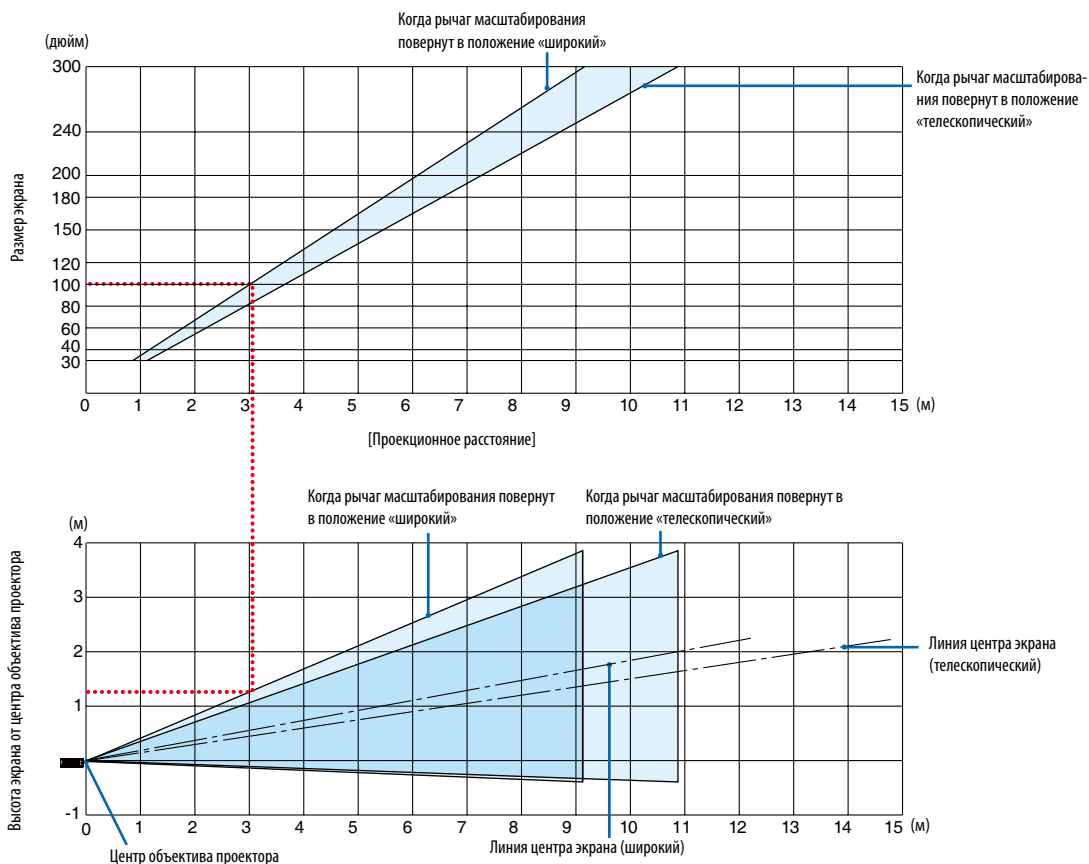 Когда рычаг масштабирования
повернут в положение «широкий»
(дюйм)
300
240
200
180
150
120
100
80
60
40
30
Размер экрана
Когда рычаг масштабирова-
ния повернут в положение
«телескопический»
0 1 2 3 4 5 6 7 8 9 10 11 12 13 14 15 (м)
[Проекционное расстояние]
Когда рычаг масштабирования повернут
в положение «широкий»
Когда рычаг масштабирования повернут в
положение «телескопический»
(м)
4
3
2
1
0
-1
Высота экрана от центра объектива проектора
Линия центра экрана
(телескопический)
0 1 2 3 4 5 6 7 8 9 10 11 12 13 14 15 (м)
Центр объектива проектора
Линия центра экрана (широкий)